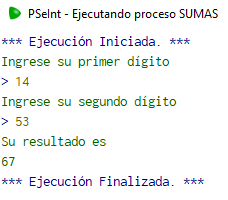 PSeInt - Ejecutando proceso SUMAS
*** Ejecución Iniciada. ***
Ingrese su primer dígito
> 14
Ingrese su segundo dígito
> 53
Su resultado es
67
*** Ejecución Finalizada. ***